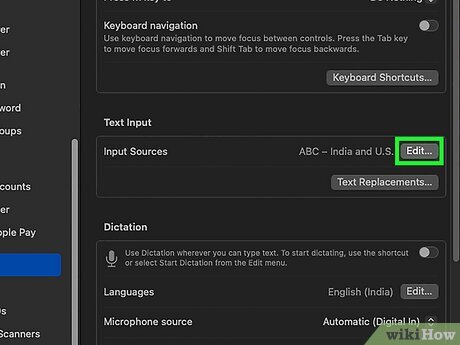 Keyboard navigation
Use keyboard navigation to move focus between controls. Press the Tab key
to move focus forwards and Shift Tab to move focus backwards.
Keyboard Shortcuts...
Text Input
Input Sources
ABC – India and U.S.
Edit...
Text Replacements...
Dictation
Use Dictation wherever you can type text. To start dictating, use the shortcut
or select Start Dictation from the Edit menu.
Languages
English (India)
Edit...
Microphone source
Automatic (Digital In)
word
oups
counts
er
ple Pay
Scanners
wikiHow